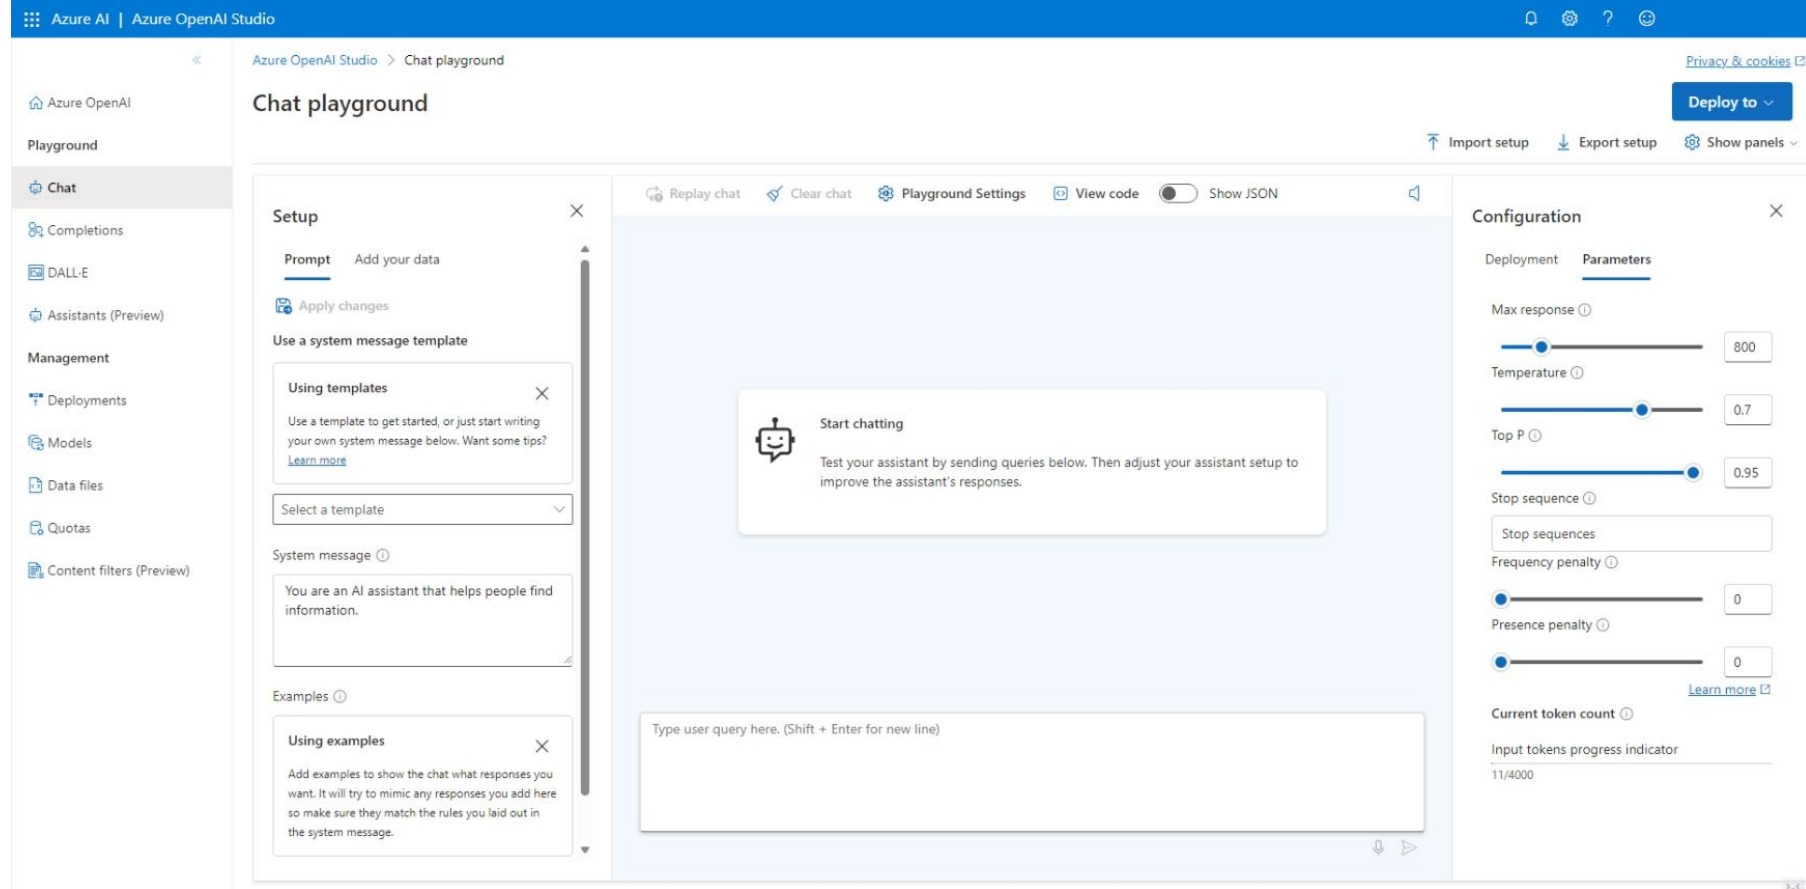 Azure AI | Azure OpenAI Studio
Azure OpenAI Studio > Chat playground
Privacy & cookies
Chat playground
Deploy to
Import setup
Export setup
Show panels
Azure OpenAI
Playground
Chat
Completions
DALL·E
Assistants (Preview)
Management
Deployments
Models
Data files
Quotas
Content filters (Preview)
Setup
Prompt
Add your data
Apply changes
Use a system message template
Using templates
Use a template to get started, or just start writing
your own system message below. Want some tips?
Learn more
Select a template
System message
You are an AI assistant that helps people find
information.
Examples
Using examples
Add examples to show the chat what responses you
want. It will try to mimic any responses you add here
so make sure they match the rules you laid out in
the system message.
Replay chat
Clear chat
Playground Settings
View code
Show JSON
Start chatting
Test your assistant by sending queries below. Then adjust your assistant setup to
improve the assistant's responses.
Type user query here. (Shift + Enter for new line)
Configuration
Deployment
Parameters
Max response
800
Temperature
0.7
Top P
0.95
Stop sequence
Stop sequences
Frequency penalty
0
Presence penalty
0
Learn more
Current token count
Input tokens progress indicator
11/4000